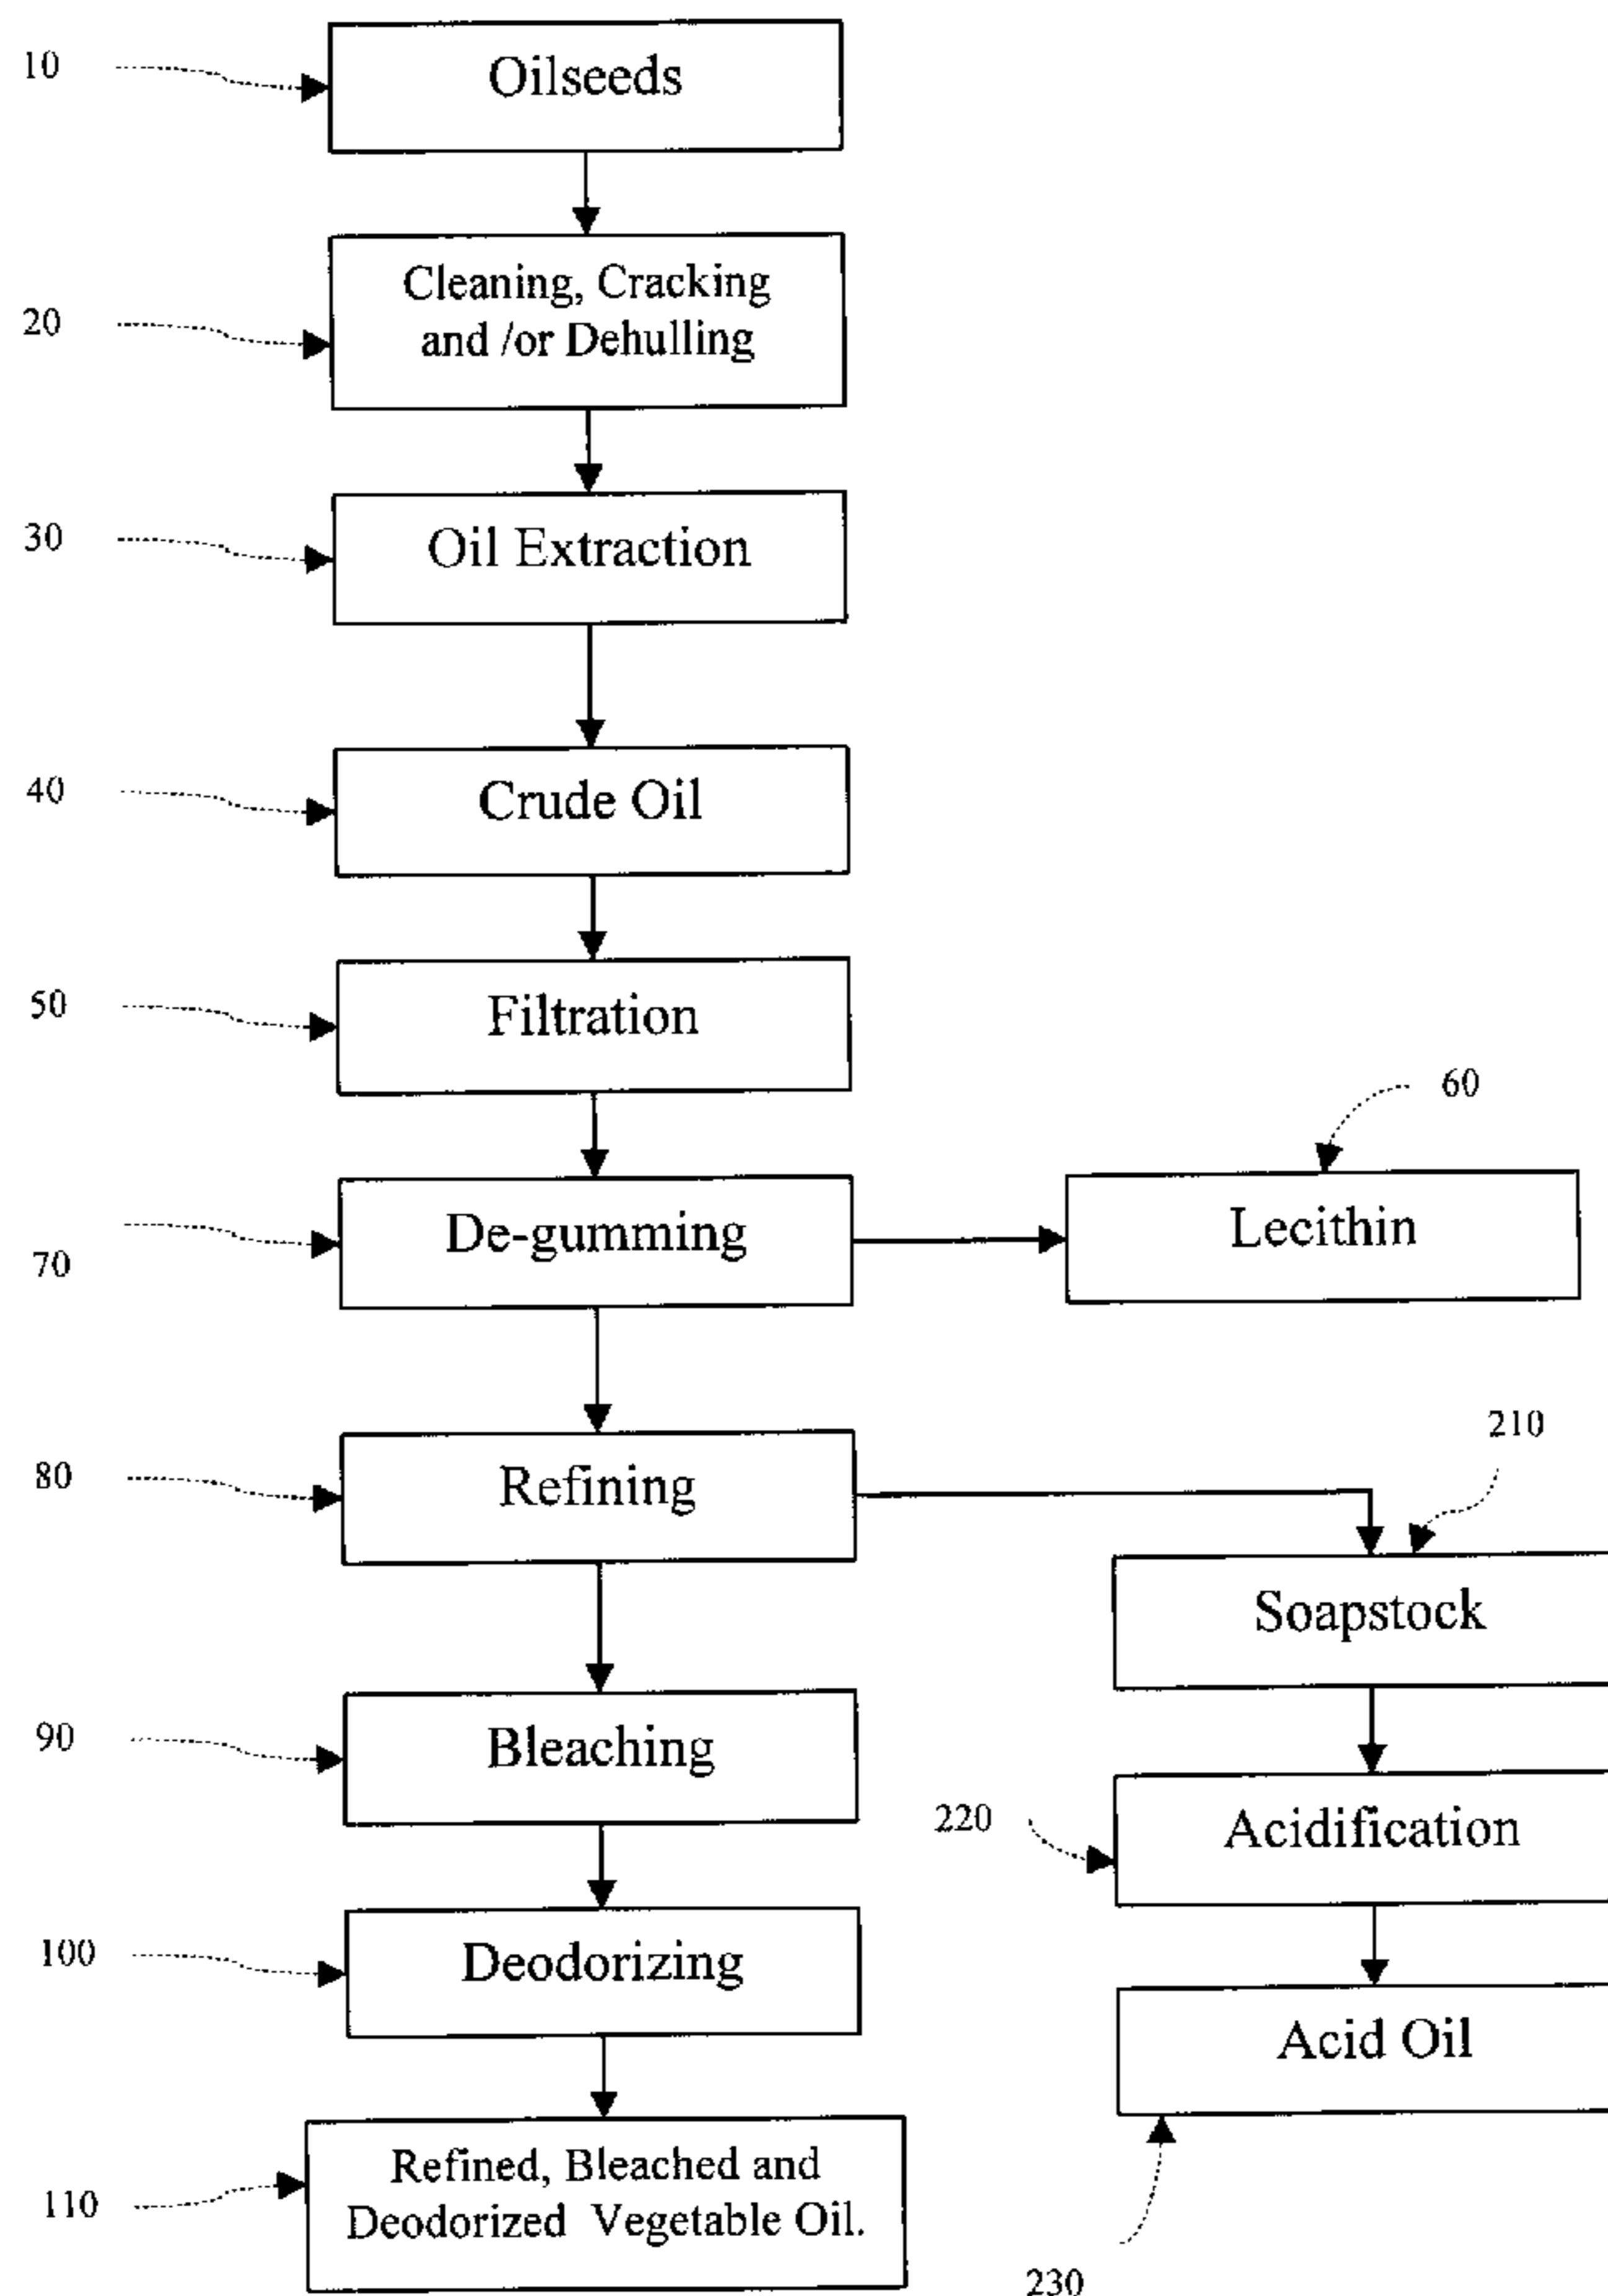 10
Oilseeds
20
Cleaning, Cracking
and /or Dehulling
30
Oil Extraction
40
Crude Oil
50
Filtration
60
70
De-gumming
Lecithin
80
Refining
210
Soapstock
90
Bleaching
220
Acidification
100
Deodorizing
Acid Oil
110
Refined, Bleached and
Deodorized Vegetable Oil.
230